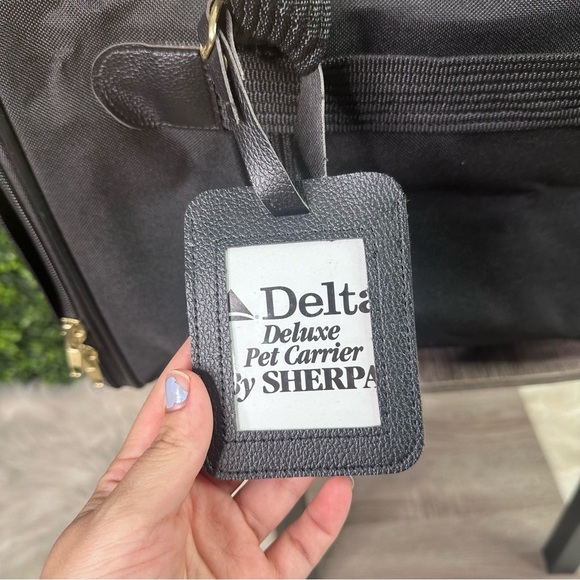 Delta
Deluxe
Pet Carrier
By SHERPA